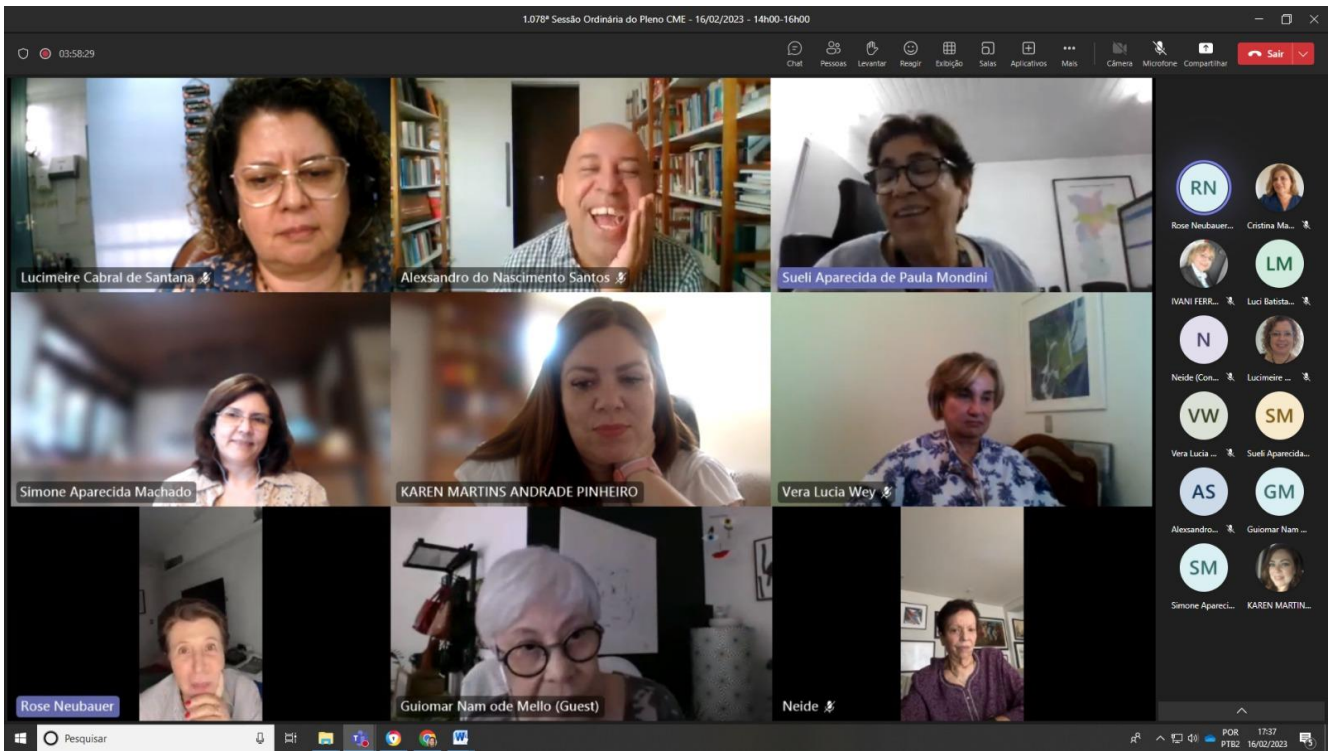 1.078ª Sessão Ordinária do Pleno CME - 16/02/2023 - 14h00-16h00
03:58:29
Chat Pessoas Levantar Reagir Exibição Salas Aplicativos Mais Câmera Microfone Compartilhar Sair
Lucimeire Cabral de Santana
Alexsandro do Nascimento Santos
Sueli Aparecida de Paula Mondini
Simone Aparecida Machado
KAREN MARTINS ANDRADE PINHEIRO
Vera Lucia Wey
Rose Neubauer
Guiomar Nam ode Mello (Guest)
Neide
RN
Rose Neubauer... Cristina Ma...
LM
IVANI FERR... Luci Batista...
N
Neide (Con... Lucimeire ...
VW SM
Vera Lucia ... Sueli Aparecida...
AS GM
Alexsandro... Guiomar Nam ...
SM
Simone Apareci... KAREN MARTIN...
Pesquisar
POR 17:37
PTB2 16/02/2023
5